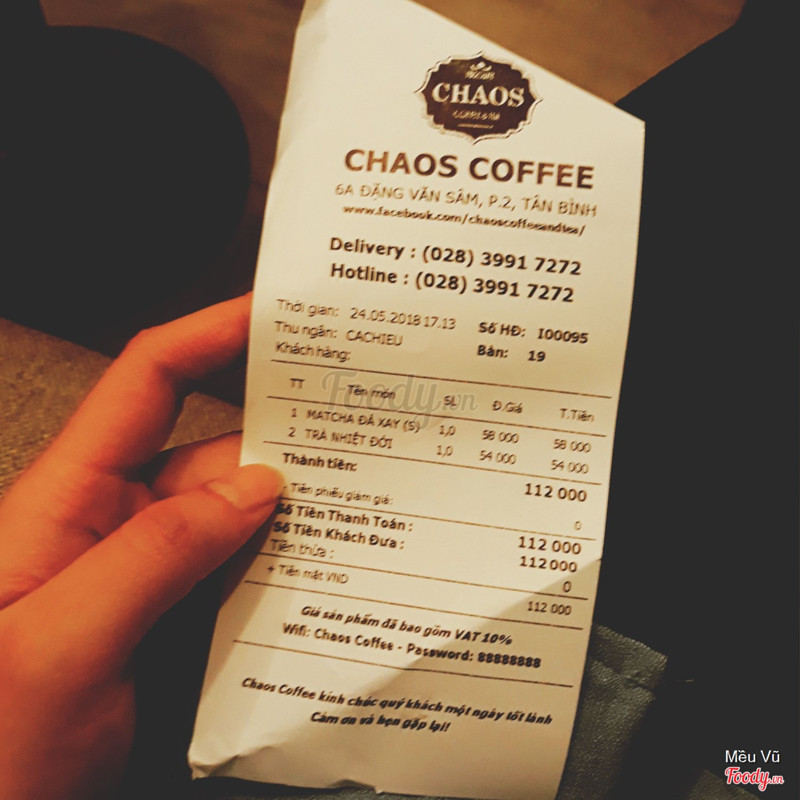 CHAOS
CHAOS COFFEE
6A ĐẶNG VĂN SÂM, P.2, TÂN BÌNH
www.facebook.com/chaoscoffeeandtea/
Delivery : (028) 3991 7272
Hotline : (028) 3991 7272
Thời gian: 24.05.2018 17.13 Số HĐ: I00095
Thu ngân: CACHIEU Bàn: 19
Khách hàng:
TT Tên món SL Đ.Giá T.Tiền
Foody.vn
1 MATCHA ĐÁ XAY (S) 1,0 58 000 58 000
2 TRÀ NHIỆT ĐỚI 1,0 54 000 54 000
Thành tiền: 112 000
- Tiền phiếu giảm giá: 0
Số Tiền Thanh Toán : 112 000
Số Tiền Khách Đưa : 112 000
Tiền thừa : 0
+ Tiền mặt VND 112 000
Giá sản phẩm đã bao gồm VAT 10%
Wifi: Chaos Coffee - Password: 88888888
Chaos Coffee kính chúc quý khách một ngày tốt lành
Cảm ơn và hẹn gặp lại!
Mều Vũ
Foody.vn